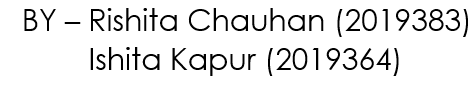 BY – Rishita Chauhan (2019383)
Ishita Kapur (2019364)